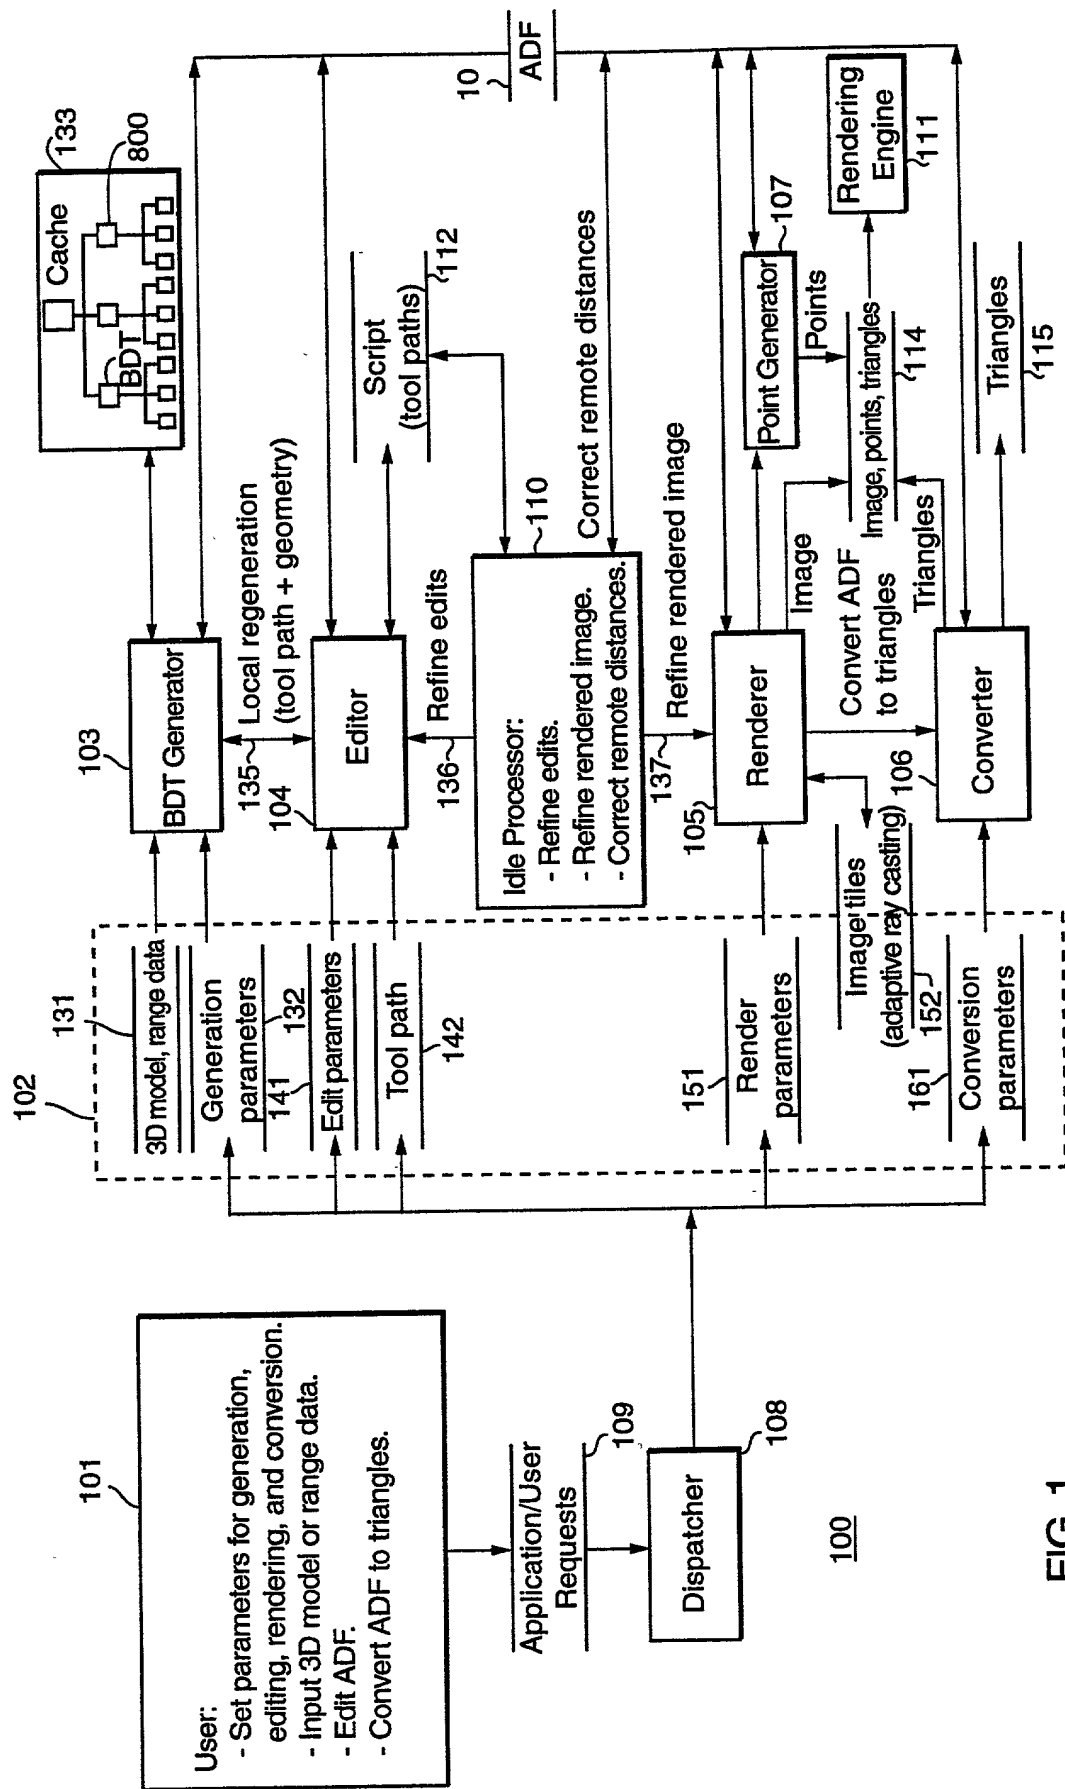 101
User:
- Set parameters for generation,
editing, rendering, and conversion.
- Input 3D model or range data.
- Edit ADF.
- Convert ADF to triangles.
Application/User
Requests
109
Dispatcher
108
100
102
131
3D model, range data
Generation
parameters
132
141
Edit parameters
Tool path
142
151
Render
parameters
Image tiles
(adaptive ray casting)
152
161
Conversion
parameters
103
BDT Generator
135
Local regeneration
(tool path + geometry)
104
Editor
136
Refine edits
110
Idle Processor:
- Refine edits.
- Refine rendered image.
- Correct remote distances.
137
Refine rendered image
105
Renderer
Convert ADF
to triangles
106
Converter
133
Cache
BDT
800
Script
(tool paths)
112
Correct remote distances
Point Generator
107
Points
Image
Image, points, triangles
114
Triangles
Rendering
Engine
111
Triangles
115
10
ADF
FIG. 1